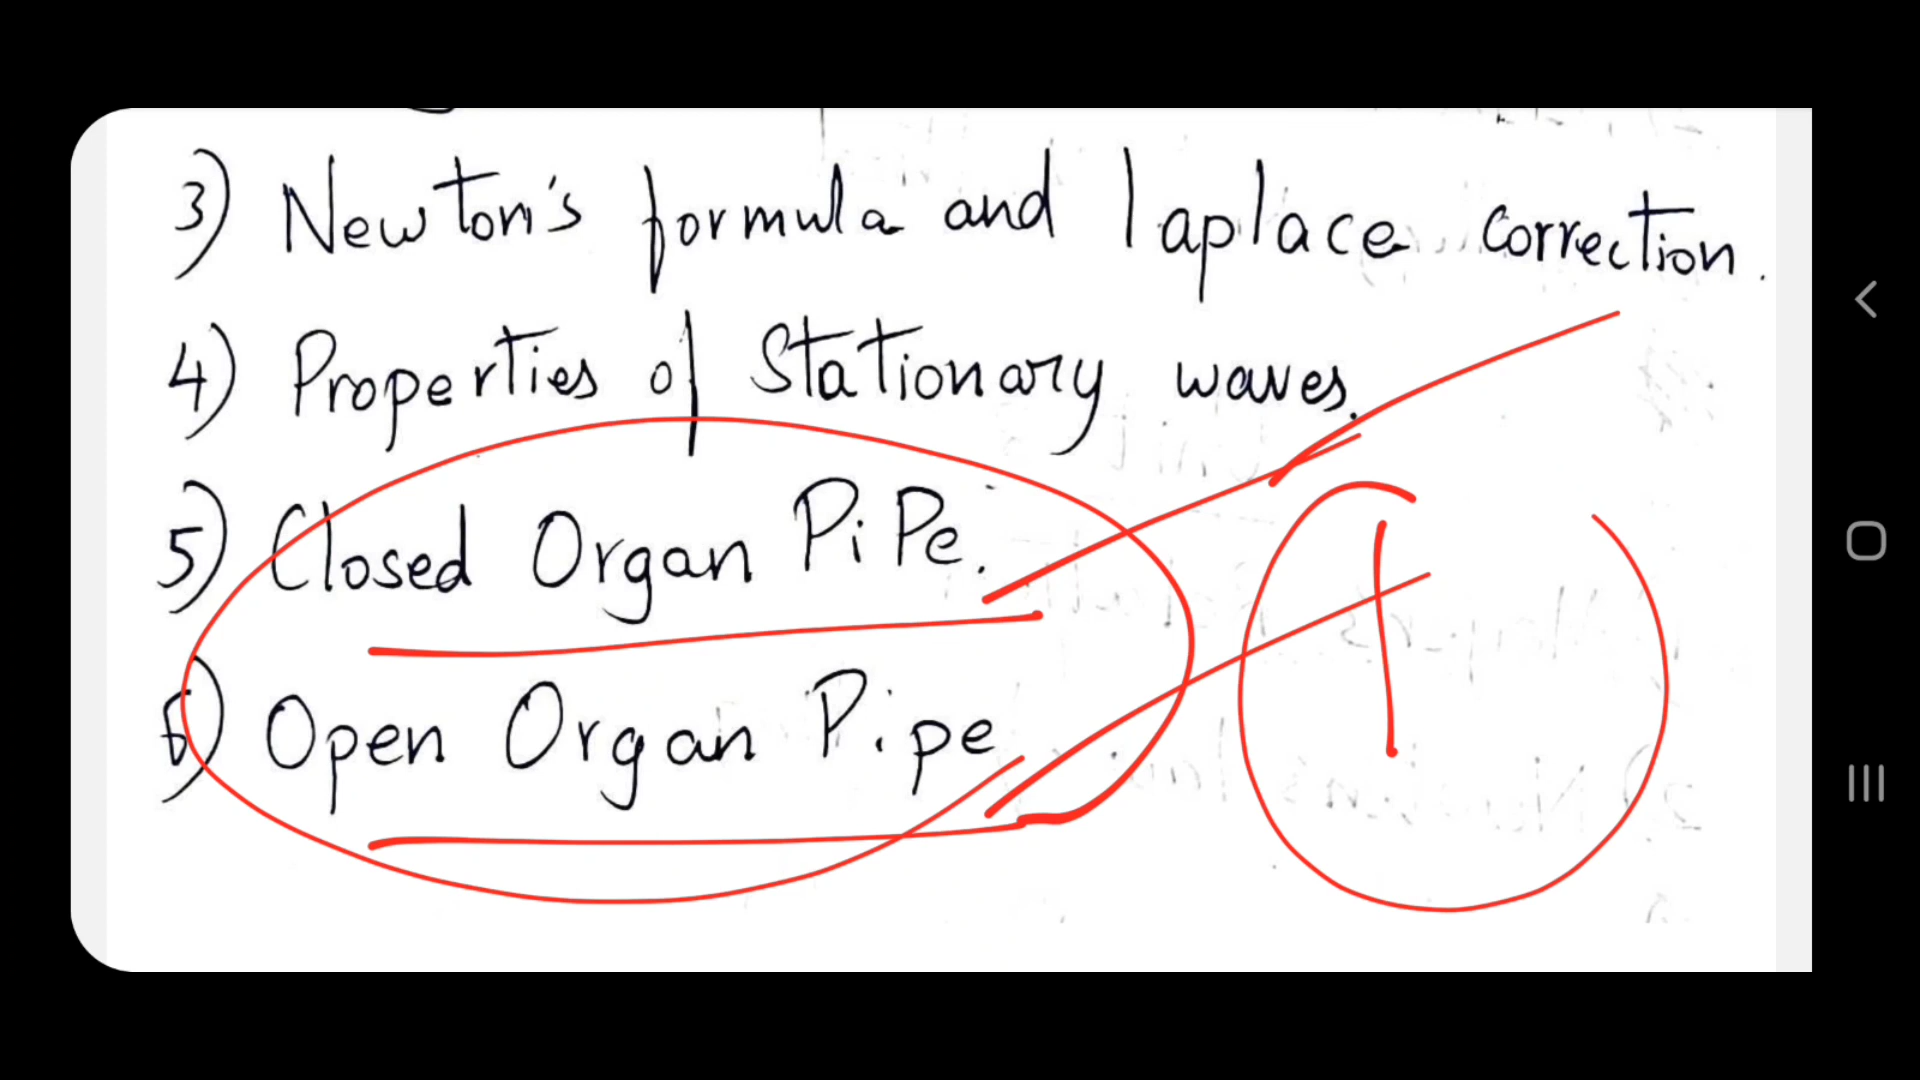 3) Newton's formula and laplace correction.
4) Properties of Stationary waves.
5) Closed Organ PiPe.
6) Open Organ Pipe